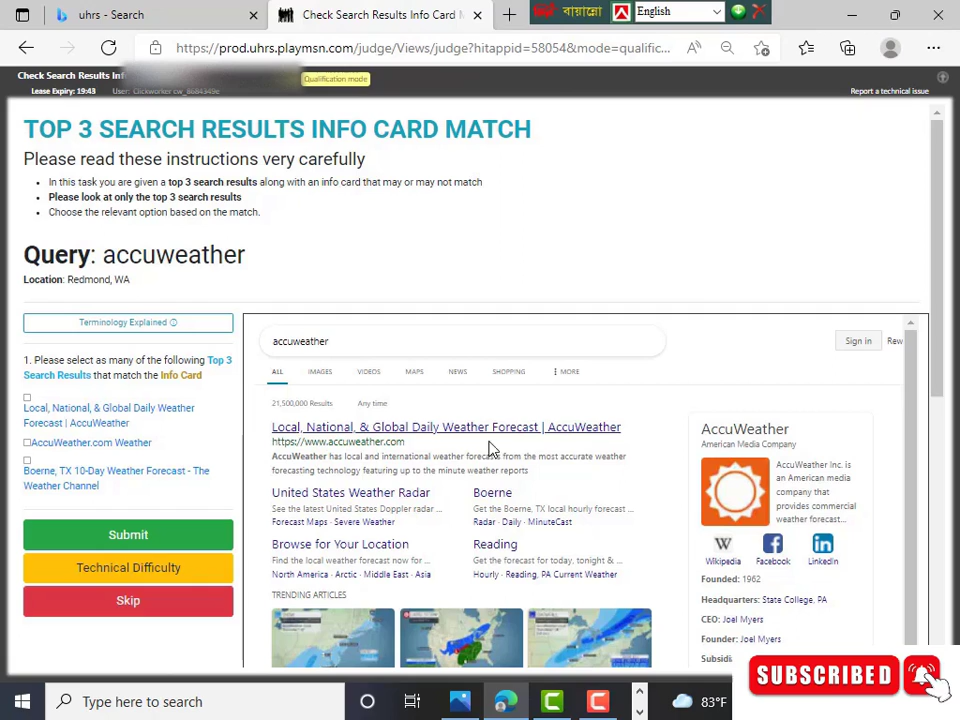 uhrs - Search
Check Search Results Info Card M
বায়ান্নো
English
https://prod.uhrs.playmsn.com/judge/Views/judge?hitappid=58054&mode=qualific...
Check Search Results Inf
Qualification mode
Lease Expiry: 19:43
User: Clickworker cw_8684349e
Report a technical issue
TOP 3 SEARCH RESULTS INFO CARD MATCH
Please read these instructions very carefully
In this task you are given a top 3 search results along with an info card that may or may not match
Please look at only the top 3 search results
Choose the relevant option based on the match.
Query: accuweather
Location: Redmond, WA
Terminology Explained
1. Please select as many of the following Top
3 Search Results that match the Info Card
Local, National, & Global Daily Weather
Forecast | AccuWeather
AccuWeather.com Weather
Boerne, TX 10-Day Weather Forecast - The
Weather Channel
Submit
Technical Difficulty
Skip
accuweather
Sign in
Rew
ALL
IMAGES
VIDEOS
MAPS
NEWS
SHOPPING
MORE
21,500,000 Results
Any time
Local, National, & Global Daily Weather Forecast | AccuWeather
https://www.accuweather.com
AccuWeather has local and international weather forecasts from the most accurate weather
forecasting technology featuring up to the minute weather reports
United States Weather Radar
See the latest United States Doppler radar ...
Forecast Maps · Severe Weather
Boerne
Get the Boerne, TX local hourly forecast ...
Radar · Daily · MinuteCast
Browse for Your Location
Find the local weather forecast now for ...
North America · Arctic · Middle East · Asia
Reading
Get the forecast for today, tonight & ...
Hourly · Reading, PA Current Weather
TRENDING ARTICLES
AccuWeather
American Media Company
AccuWeather Inc. is
an American media
company that
provides commercial
weather forecast...
W
Wikipedia
Facebook
LinkedIn
Founded: 1962
Headquarters: State College, PA
CEO: Joel Myers
Founder: Joel Myers
Subsidia
SUBSCRIBED
Type here to search
83°F